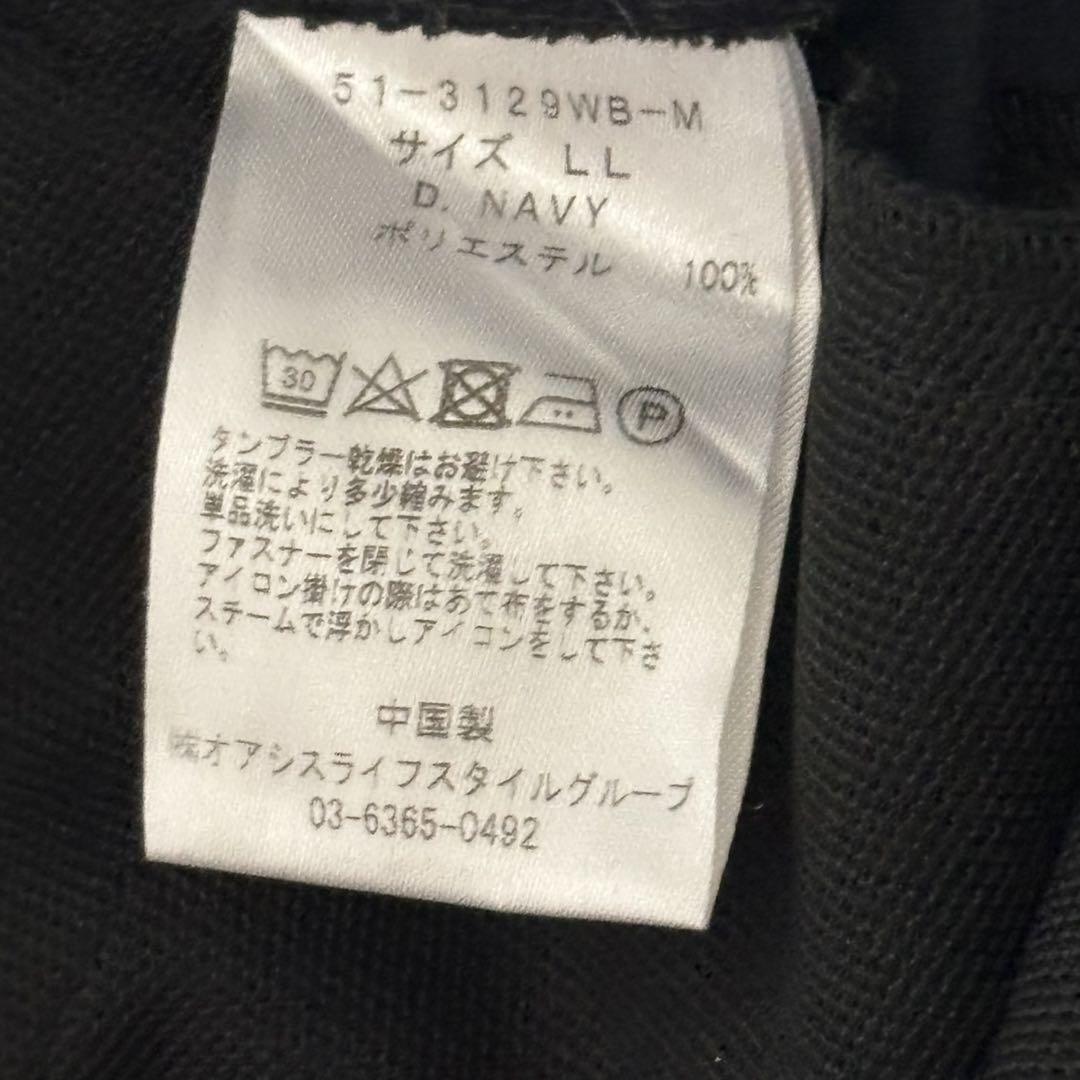 51-3129WB-M
サイズ LL
D. NAVY
ポリエステル 100%
30 P
タンブラー乾燥はお避け下さい。
洗濯により多少縮みます。
単品洗いにして下さい。
ファスナーを閉じて洗濯して下さい。
アイロン掛けの際はあて布をするか、
スチームで浮かしアイロンをして下さ
い。
中国製
㈱オアシスライフスタイルグループ
03-6365-0492